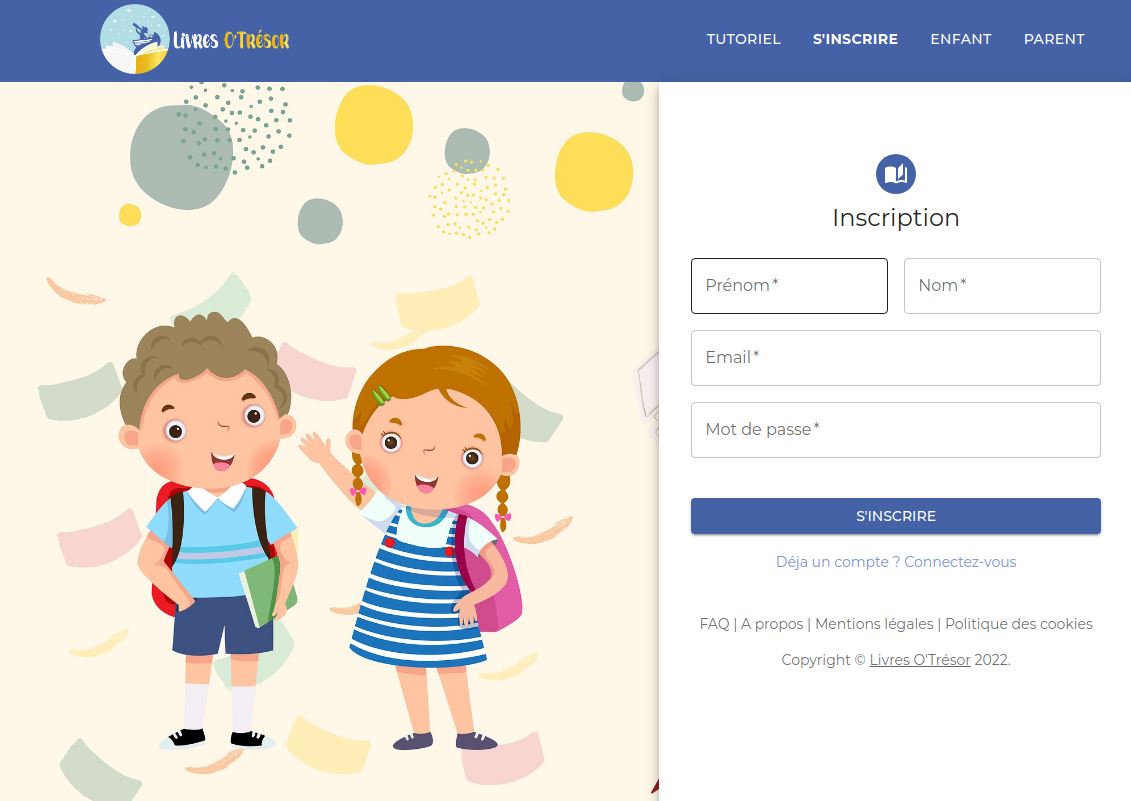 Livres O'Trésor
TUTORIEL S'INSCRIRE ENFANT PARENT
Inscription
Prénom * Nom *
Email *
Mot de passe *
S'INSCRIRE
Déja un compte ? Connectez-vous
FAQ | A propos | Mentions légales | Politique des cookies
Copyright © Livres O'Trésor 2022.